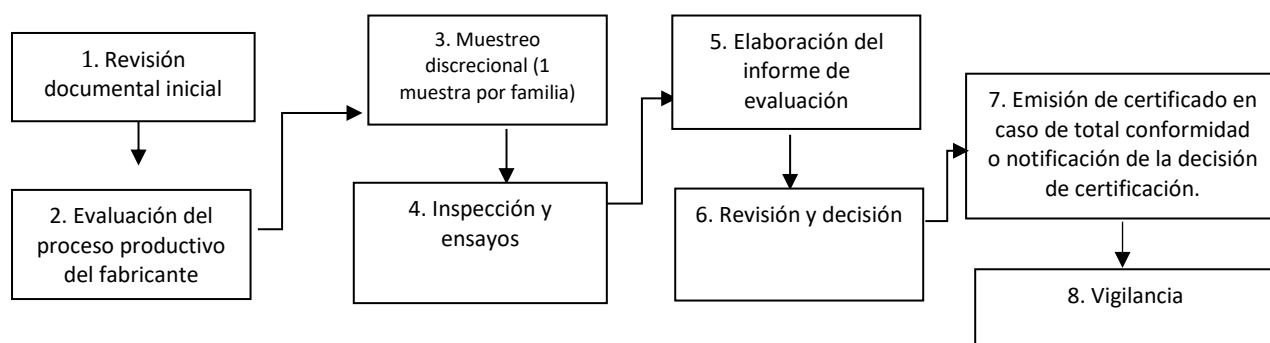 1. Revisión
documental inicial
2. Evaluación del
proceso productivo
del fabricante
3. Muestreo
discrecional (1
muestra por familia)
4. Inspección y
ensayos
5. Elaboración del
informe de
evaluación
6. Revisión y decisión
7. Emisión de certificado en
caso de total conformidad
o notificación de la decisión
de certificación.
8. Vigilancia